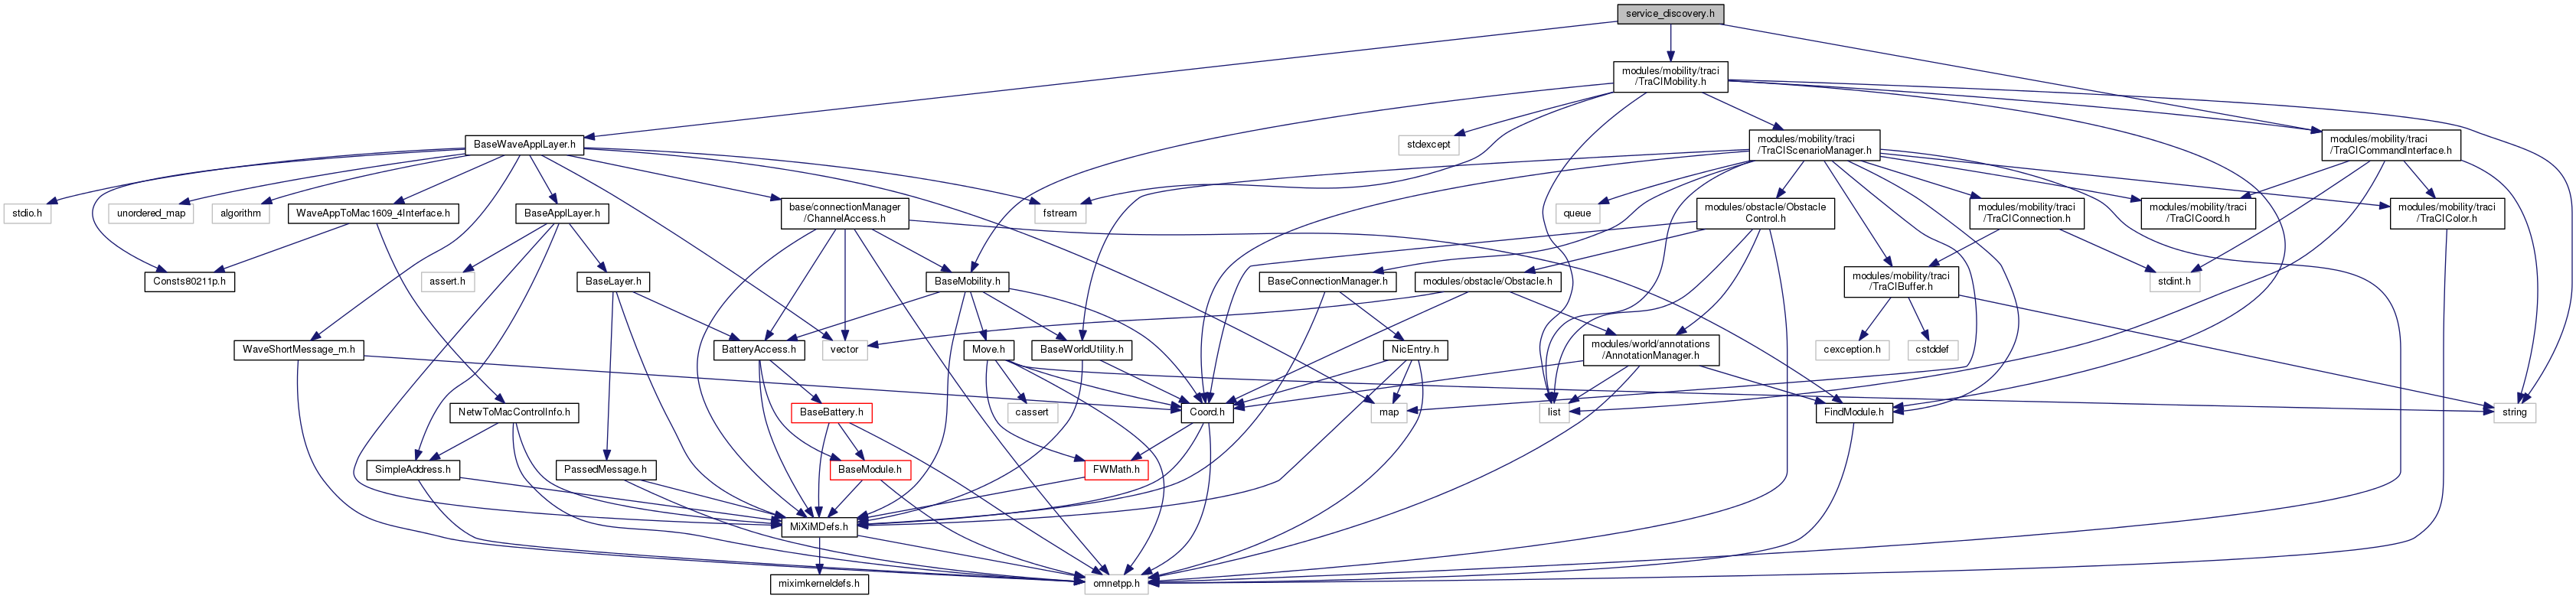 service_discovery.h
modules/mobility/traci
/TraCIMobility.h
BaseWaveApplLayer.h
stdexcept
modules/mobility/traci
/TraCIScenarioManager.h
modules/mobility/traci
/TraCICommandInterface.h
stdio.h
unordered_map
algorithm
WaveAppToMac1609_4Interface.h
BaseApplLayer.h
base/connectionManager
/ChannelAccess.h
fstream
queue
modules/obstacle/Obstacle
Control.h
modules/mobility/traci
/TraCIConnection.h
modules/mobility/traci
/TraCICoord.h
modules/mobility/traci
/TraCIColor.h
Consts80211p.h
assert.h
BaseLayer.h
BaseMobility.h
BaseConnectionManager.h
modules/obstacle/Obstacle.h
modules/mobility/traci
/TraCIBuffer.h
stdint.h
WaveShortMessage_m.h
BatteryAccess.h
vector
Move.h
BaseWorldUtility.h
NicEntry.h
modules/world/annotations
/AnnotationManager.h
cexception.h
cstddef
NetwToMacControlInfo.h
BaseBattery.h
cassert
Coord.h
map
list
FindModule.h
string
SimpleAddress.h
PassedMessage.h
BaseModule.h
FWMath.h
MiXiMDefs.h
miximkerneldefs.h
omnetpp.h